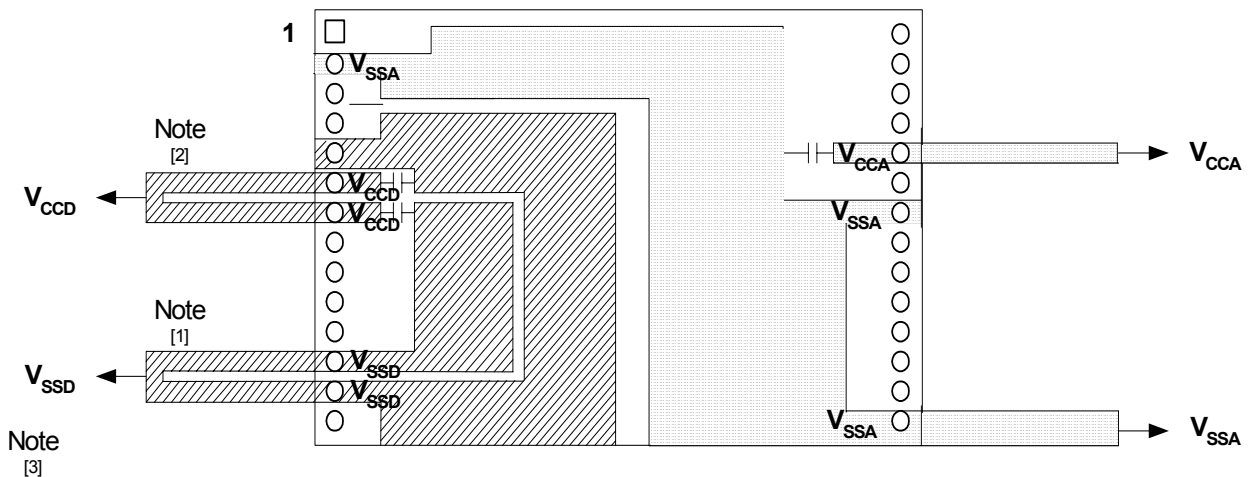 1
VSSA
Note
[2]
VCCD
VCCD
VCCD
VCCA
VCCA
VSSA
Note
[1]
VSSD
VSSD
VSSD
VSSA
VSSA
Note
[3]